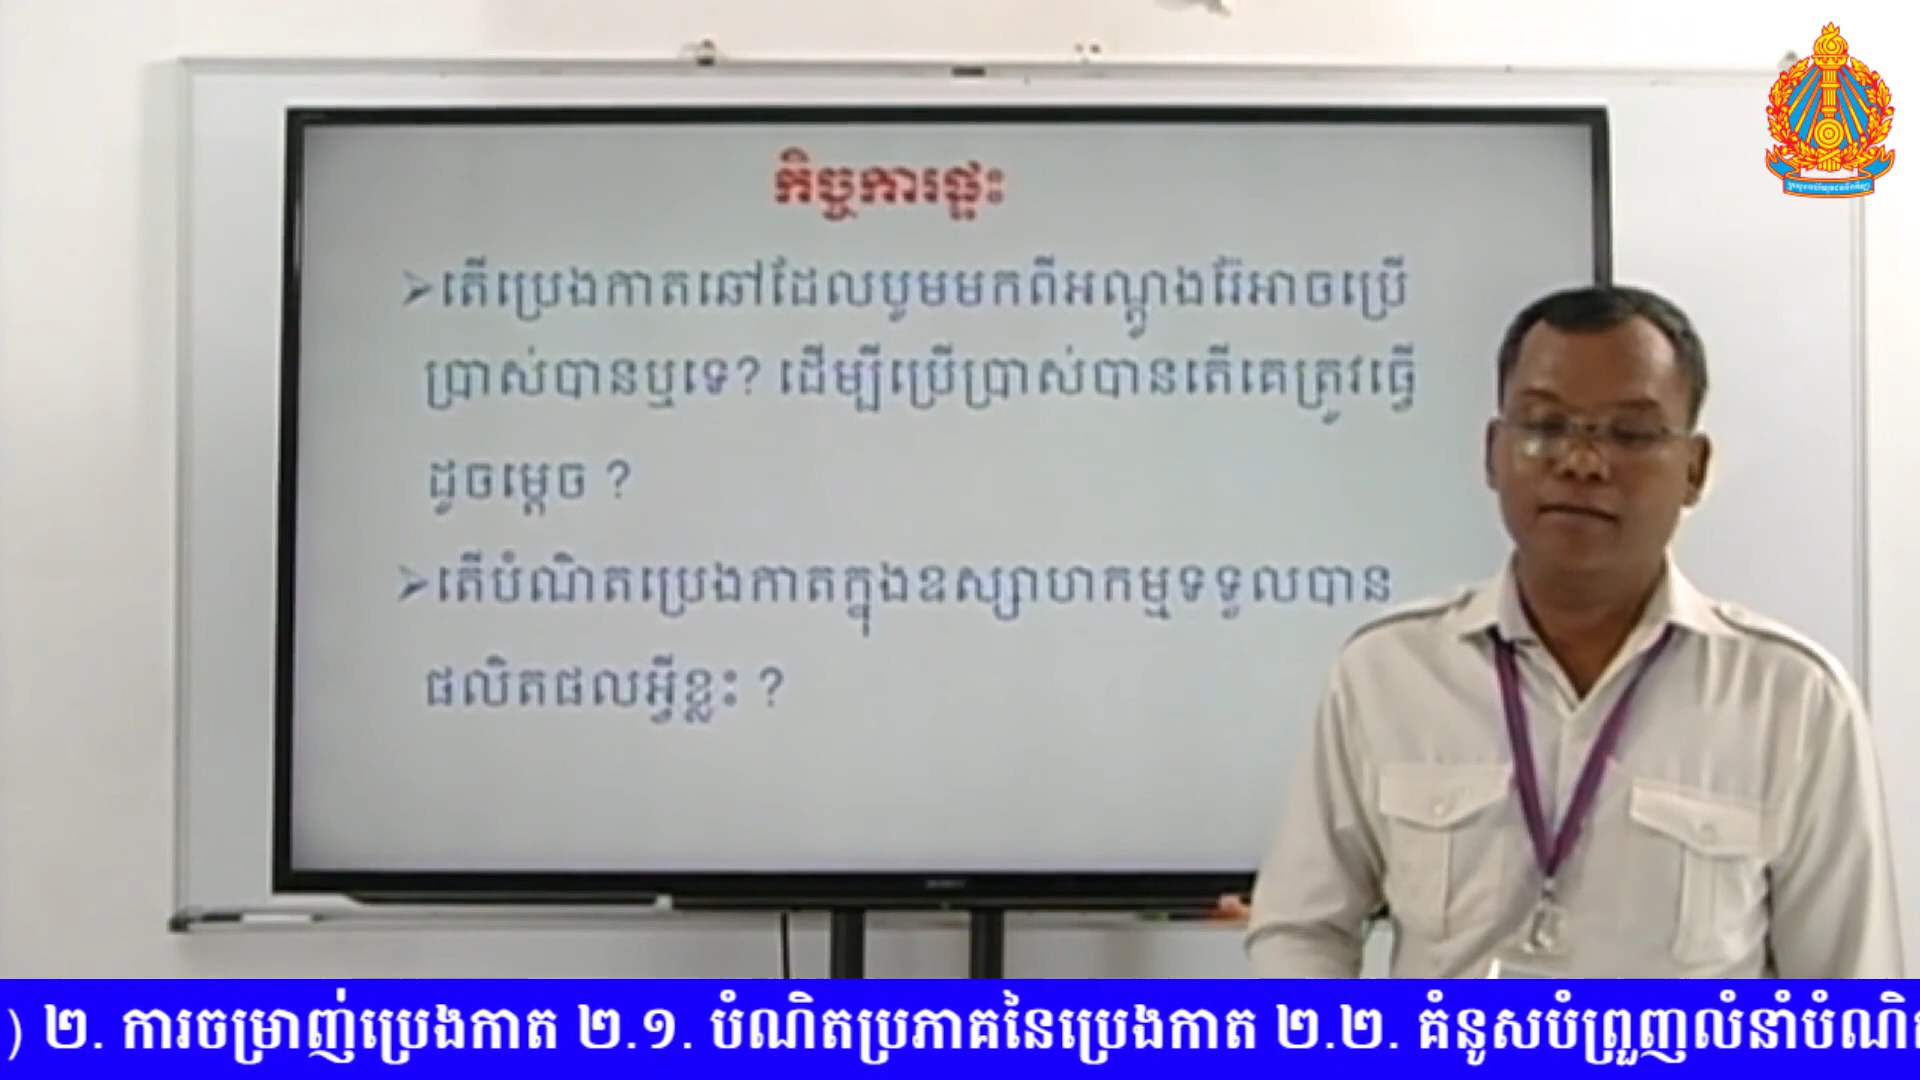 កិច្ចការផ្ទះ
➢តើប្រេងកាតឆៅដែលបូមមកពីអណ្ដូងរ៉ែអាចប្រើ
ប្រាស់បានឬទេ? ដើម្បីប្រើប្រាស់បានតើគេត្រូវធ្វើ
ដូចម្ដេច ?
➢តើបំណិតប្រេងកាតក្នុងឧស្សាហកម្មទទួលបាន
ផលិតផលអ្វីខ្លះ ?
) ២. ការចម្រាញ់ប្រេងកាត ២.១. បំណិតប្រភាគនៃប្រេងកាត ២.២. គំនូសបំព្រួញលំនាំបំណិត